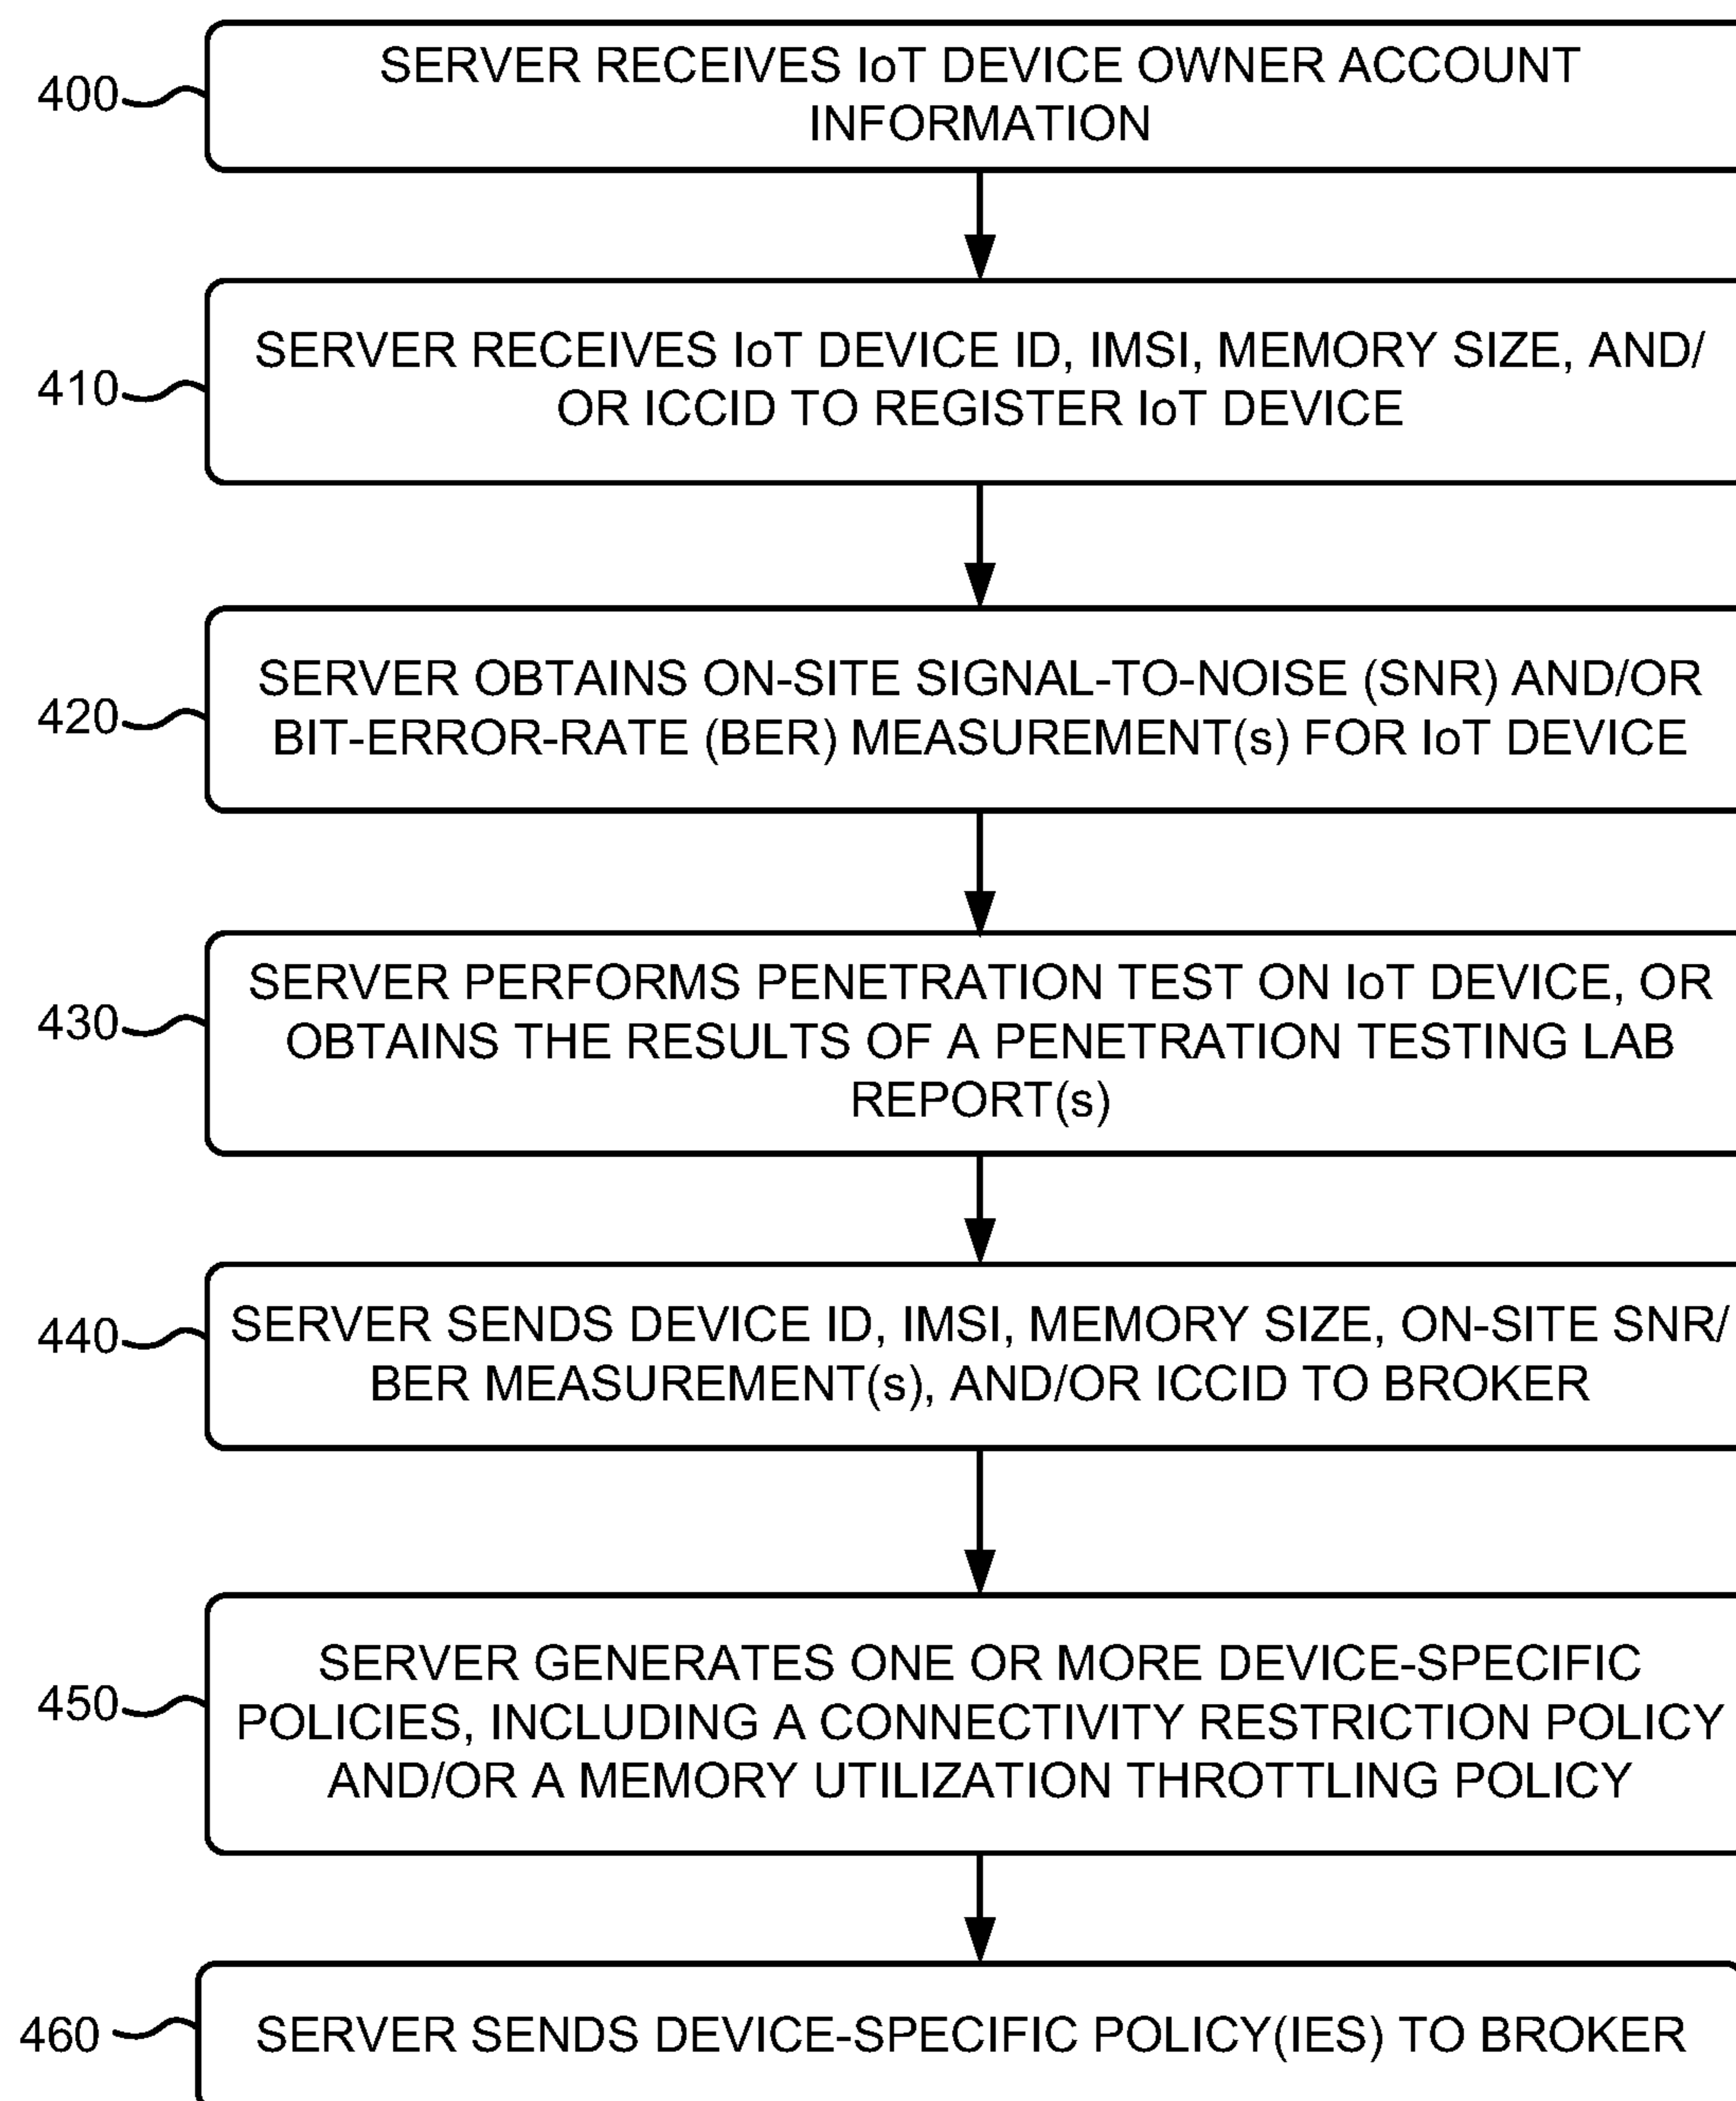 400
SERVER RECEIVES IoT DEVICE OWNER ACCOUNT
INFORMATION
410
SERVER RECEIVES IoT DEVICE ID, IMSI, MEMORY SIZE, AND/
OR ICCID TO REGISTER IoT DEVICE
420
SERVER OBTAINS ON-SITE SIGNAL-TO-NOISE (SNR) AND/OR
BIT-ERROR-RATE (BER) MEASUREMENT(s) FOR IoT DEVICE
430
SERVER PERFORMS PENETRATION TEST ON IoT DEVICE, OR
OBTAINS THE RESULTS OF A PENETRATION TESTING LAB
REPORT(s)
440
SERVER SENDS DEVICE ID, IMSI, MEMORY SIZE, ON-SITE SNR/
BER MEASUREMENT(s), AND/OR ICCID TO BROKER
450
SERVER GENERATES ONE OR MORE DEVICE-SPECIFIC
POLICIES, INCLUDING A CONNECTIVITY RESTRICTION POLICY
AND/OR A MEMORY UTILIZATION THROTTLING POLICY
460
SERVER SENDS DEVICE-SPECIFIC POLICY(IES) TO BROKER